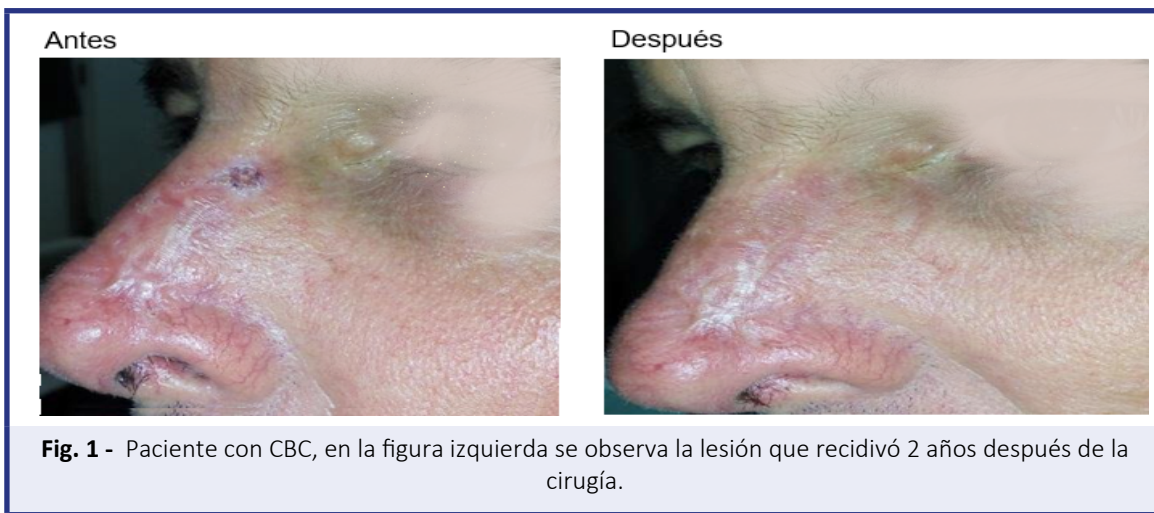 Antes
Después
Fig. 1 - Paciente con CBC, en la figura izquierda se observa la lesión que recidivó 2 años después de la
cirugía.